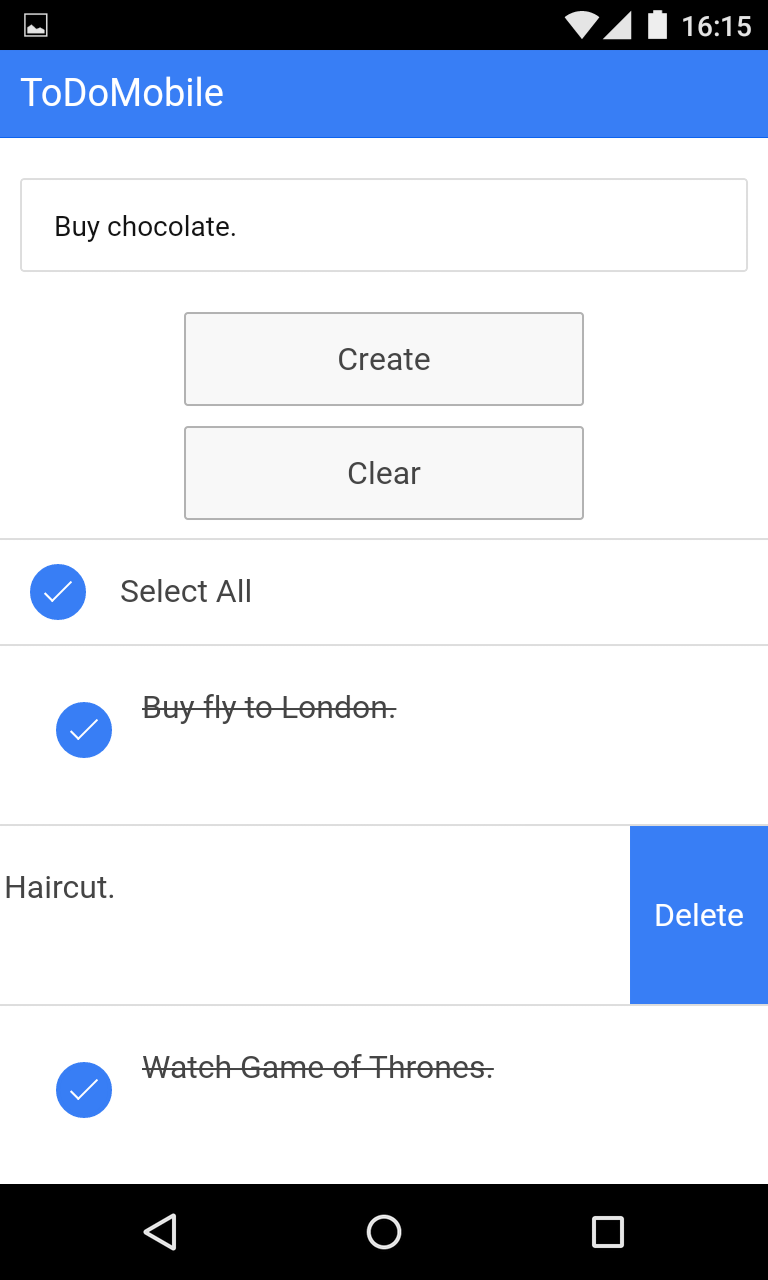 16:15
ToDoMobile
Buy chocolate.
Create
Clear
Select All
Buy fly to London.
Haircut.
Delete
Watch Game of Thrones.